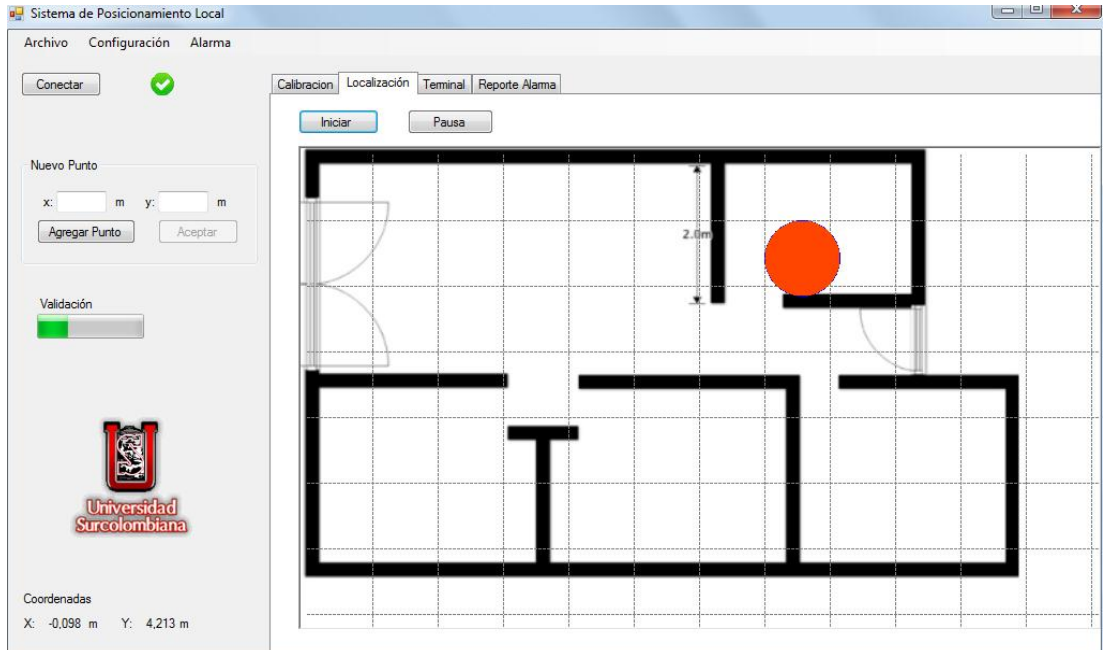 Sistema de Posicionamiento Local
Archivo Configuración Alarma
Conectar
Calibracion Localización Terminal Reporte Alarma
Iniciar Pausa
Nuevo Punto
x: m y: m
Agregar Punto Aceptar
2.0m
Validación
Universidad
Surcolombiana
Coordenadas
X: -0,098 m Y: 4,213 m